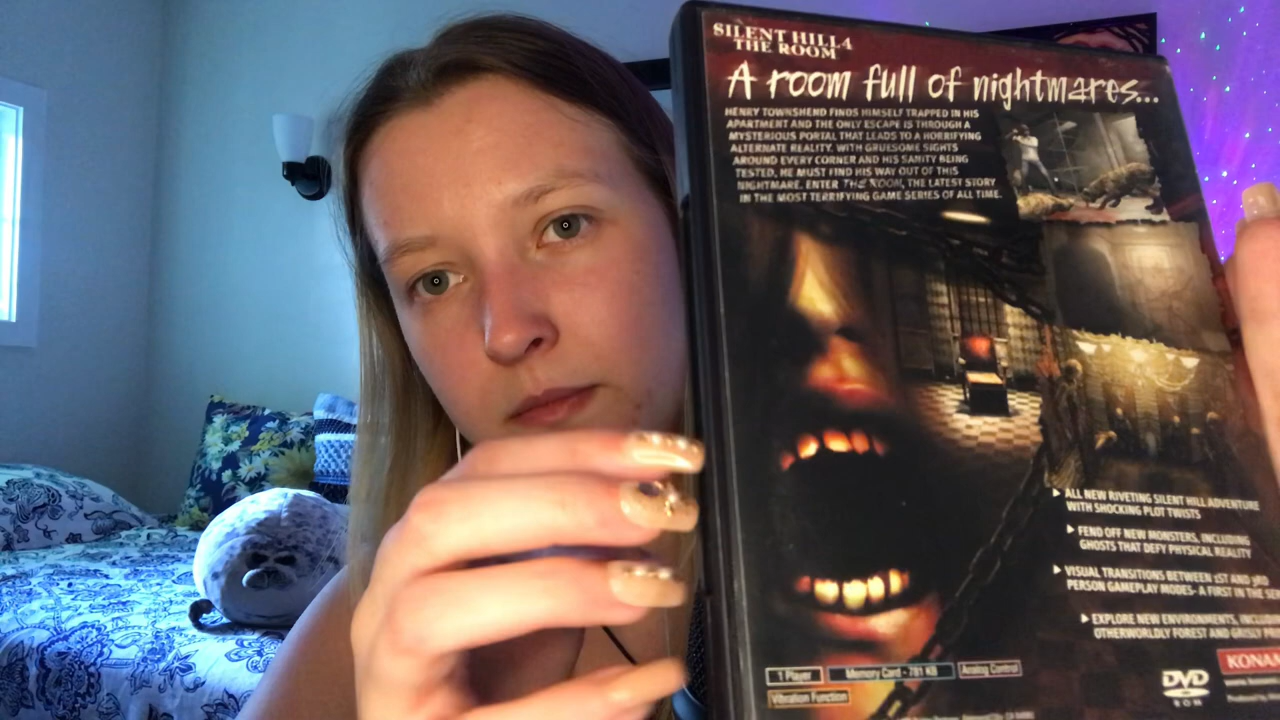 SILENT HILL 4
THE ROOM
A room full of nightmares...
HENRY TOWNSHEND FINDS HIMSELF TRAPPED IN HIS
APARTMENT AND THE ONLY ESCAPE IS THROUGH A
MYSTERIOUS PORTAL THAT LEADS TO A HORRIFYING
ALTERNATE REALITY. WITH GRUESOME SIGHTS
AROUND EVERY CORNER AND HIS SANITY BEING
TESTED, HE MUST FIND HIS WAY OUT OF THIS
NIGHTMARE. ENTER THE ROOM, THE LATEST STORY
IN THE MOST TERRIFYING GAME SERIES OF ALL TIME.
ALL NEW RIVETING SILENT HILL ADVENTURE
WITH SHOCKING PLOT TWISTS
FEND OFF NEW MONSTERS, INCLUDING
GHOSTS THAT DEFY PHYSICAL REALITY
VISUAL TRANSITIONS BETWEEN 1ST AND 3RD
PERSON GAMEPLAY MODES- A FIRST IN THE
EXPLORE NEW ENVIRONMENTS,
OTHERWORLDLY FOREST AND
1 Player
Memory Card - 781 KB
Analog Control
Vibration Function
DVD
ROM
KONAMI